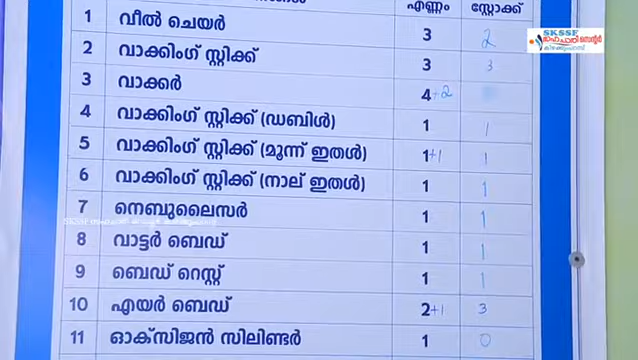 എണ്ണം സ്റ്റോക്ക്
1 വീൽ ചെയർ 3 2
2 വാക്കിംഗ് സ്റ്റിക്ക് 3 3
3 വാക്കർ 4+2
4 വാക്കിംഗ് സ്റ്റിക്ക് (ഡബിൾ) 1 1
5 വാക്കിംഗ് സ്റ്റിക്ക് (മൂന്ന് ഇതൾ) 1+1 1
6 വാക്കിംഗ് സ്റ്റിക്ക് (നാല് ഇതൾ) 1 1
7 നെബുലൈസർ 1 1
8 വാട്ടർ ബെഡ് 1 1
9 ബെഡ് റെസ്റ്റ് 1 1
10 എയർ ബെഡ് 2+1 3
11 ഓക്സിജൻ സിലിണ്ടർ 1 0
SKSSF
സഹചാരി സെന്റർ